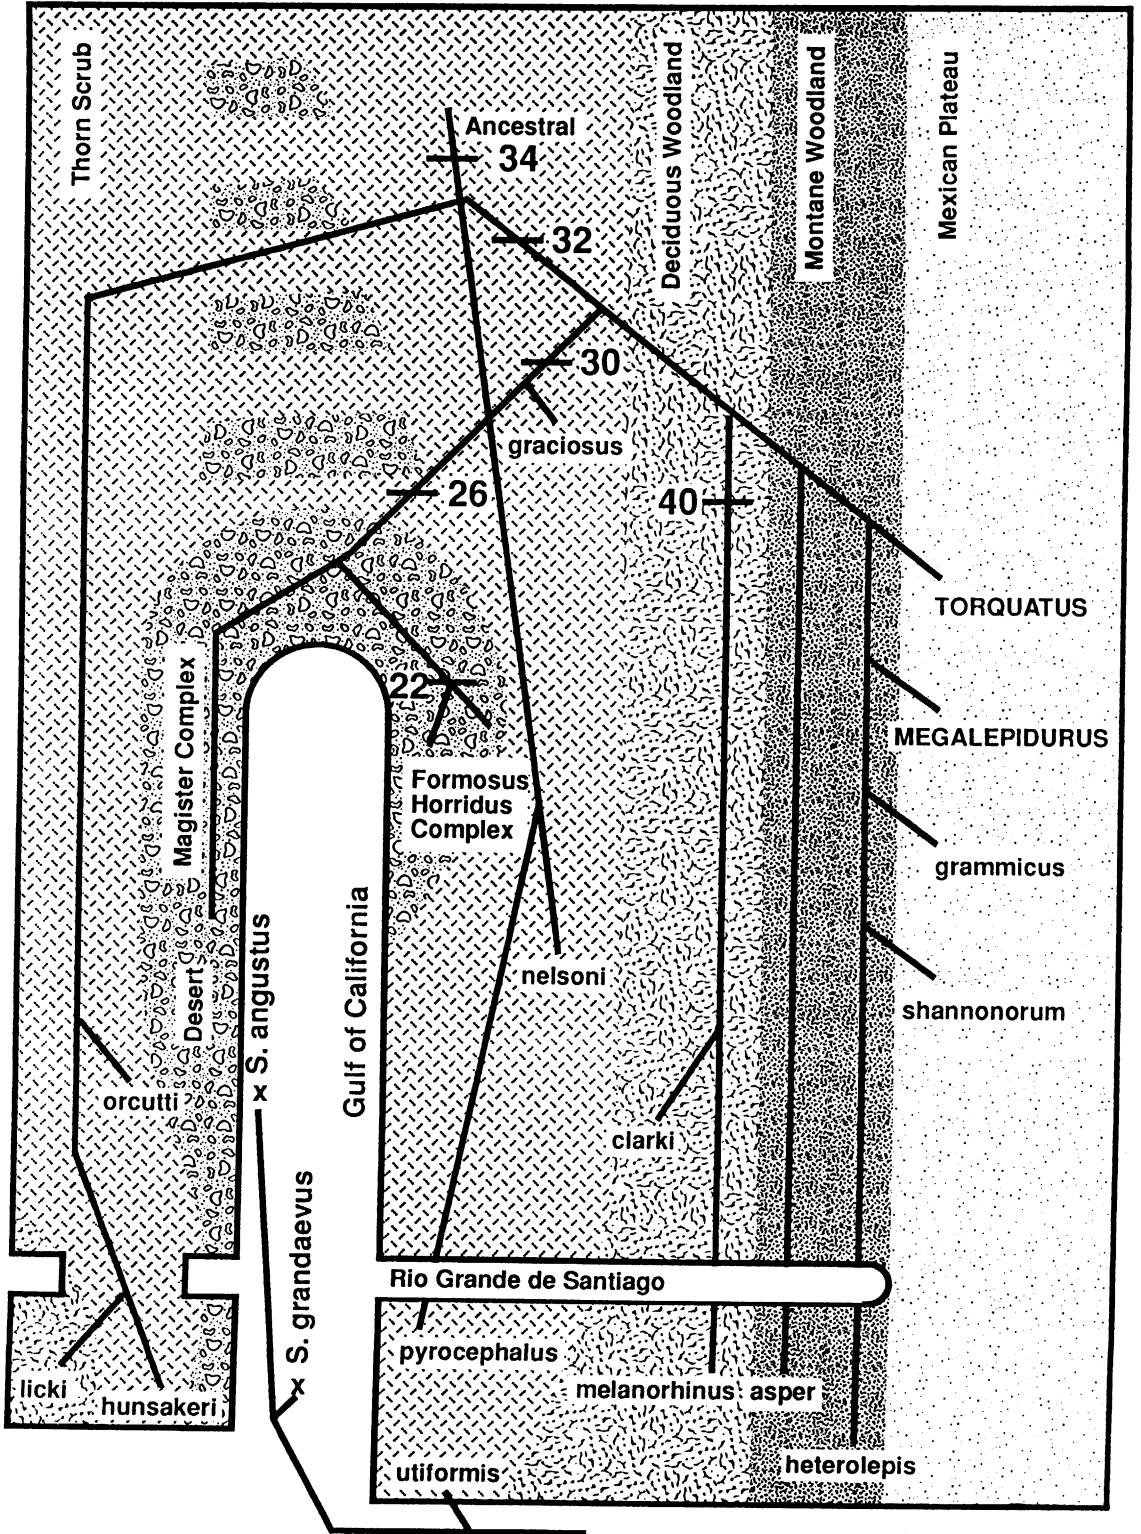 Thorn Scrub
Deciduous Woodland
Montane Woodland
Mexican Plateau
Ancestral
34
32
30
graciosus
26
40
TORQUATUS
22
MEGALEPIDURUS
Magister Complex
Formosus
Horridus
Complex
grammicus
Desert
S. angustus
x
Gulf of California
nelsoni
shannonorum
orcutti
clarki
S. grandaevus
x
Rio Grande de Santiago
pyrocephalus
licki
hunsakeri
melanorhinus
asper
utiformis
heterolepis